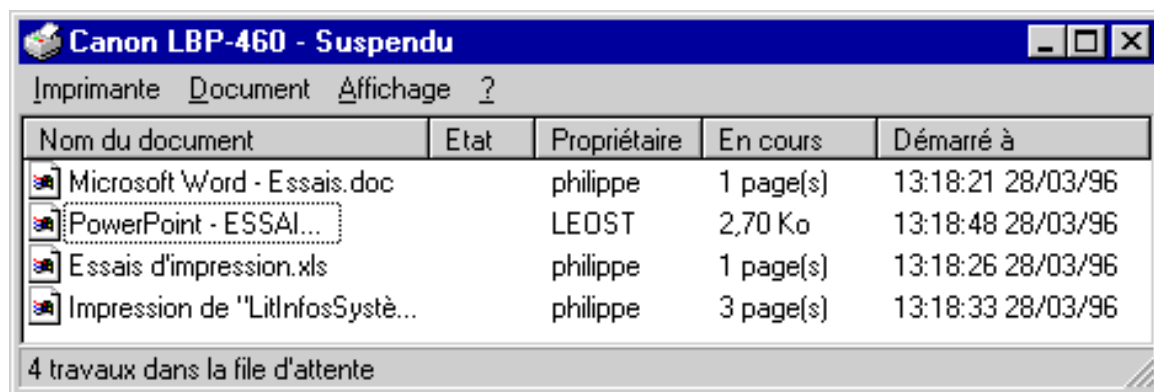 Canon LBP-460 - Suspendu
Imprimante Document Affichage ?
Nom du document Etat Propriétaire En cours Démarré à
Microsoft Word - Essais.doc philippe 1 page(s) 13:18:21 28/03/96
PowerPoint - ESSAI... LEOST 2,70 Ko 13:18:48 28/03/96
Essais d'impression.xls philippe 1 page(s) 13:18:26 28/03/96
Impression de "LitInfosSystè... philippe 3 page(s) 13:18:33 28/03/96
4 travaux dans la file d'attente